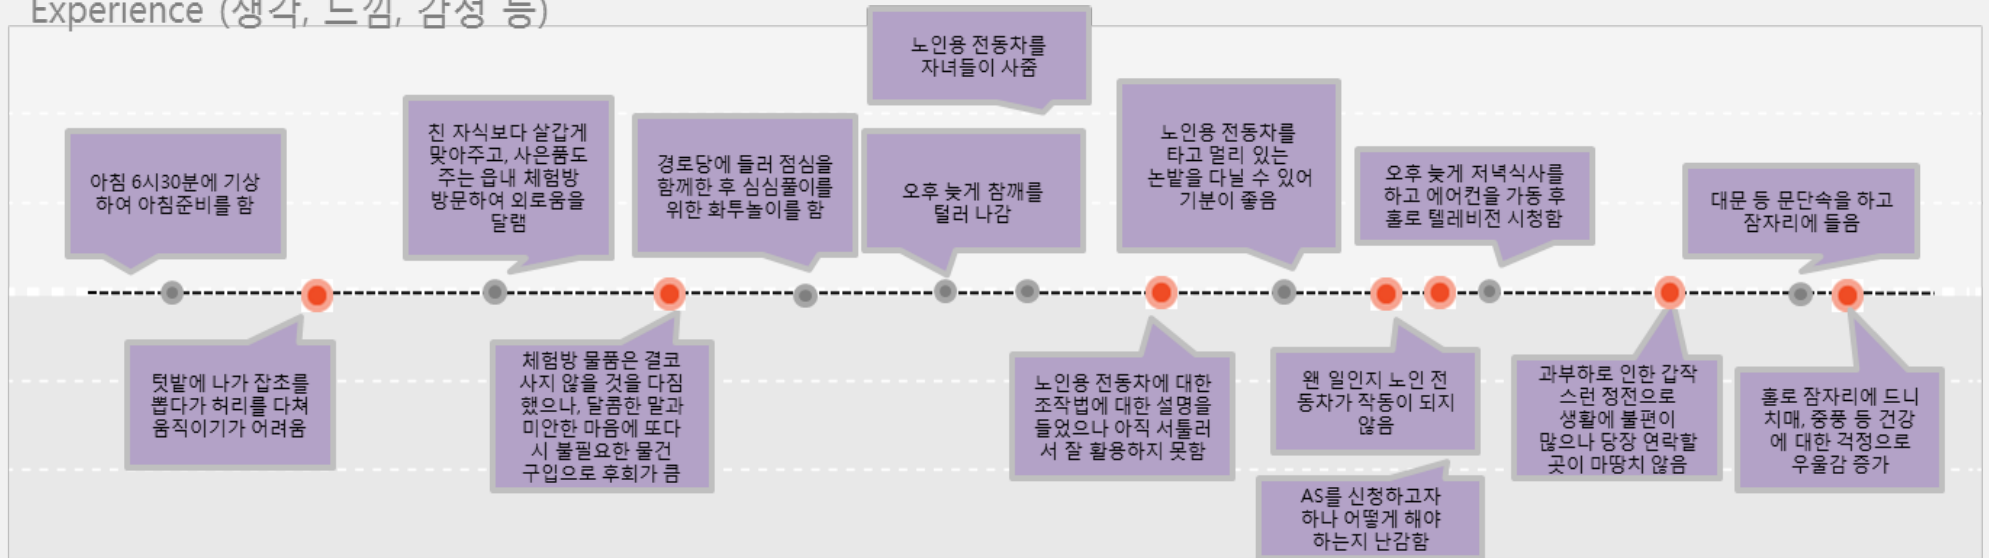 Experience (생각, 느낌, 감성 등)
노인용 전동차를
자녀들이 사줌
아침 6시30분에 기상
하여 아침준비를 함
친 자식보다 살갑게
맞아주고, 사은품도
주는 읍내 체험방
방문하여 외로움을
달램
경로당에 들러 점심을
함께한 후 심심풀이를
위한 화투놀이를 함
오후 늦게 참깨를
털러 나감
노인용 전동차를
타고 멀리 있는
논밭을 다닐 수 있어
기분이 좋음
오후 늦게 저녁식사를
하고 에어컨을 가동 후
홀로 텔레비전 시청함
대문 등 문단속을 하고
잠자리에 들음
텃밭에 나가 잡초를
뽑다가 허리를 다쳐
움직이기가 어려움
체험방 물품은 결코
사지 않을 것을 다짐
했으나, 달콤한 말과
미안한 마음에 또다
시 불필요한 물건
구입으로 후회가 큼
노인용 전동차에 대한
조작법에 대한 설명을
들었으나 아직 서툴러
서 잘 활용하지 못함
왠 일인지 노인 전
동차가 작동이 되지
않음
AS를 신청하고자
하나 어떻게 해야
하는지 난감함
과부하로 인한 갑작
스런 정전으로
생활에 불편이
많으나 당장 연락할
곳이 마땅치 않음
홀로 잠자리에 드니
치매, 중풍 등 건강
에 대한 걱정으로
우울감 증가